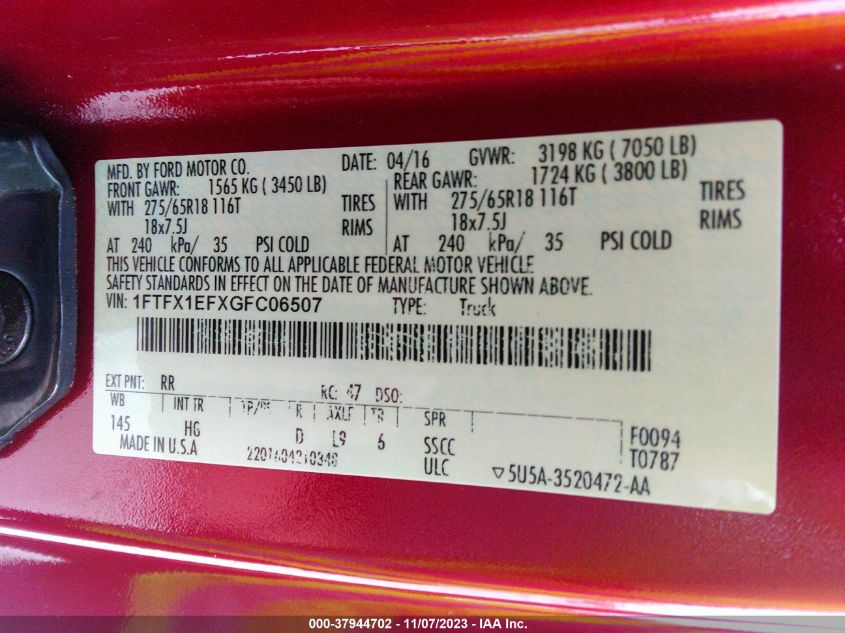 MFD. BY FORD MOTOR CO. DATE: 04/16 GVWR: 3198 KG ( 7050 LB)
FRONT GAWR: 1565 KG ( 3450 LB) REAR GAWR: 1724 KG ( 3800 LB)
WITH 275/65R18 116T TIRES WITH 275/65R18 116T TIRES
18x7.5J RIMS 18x7.5J RIMS
AT 240 kPa/ 35 PSI COLD AT 240 kPa/ 35 PSI COLD
THIS VEHICLE CONFORMS TO ALL APPLICABLE FEDERAL MOTOR VEHICLE
SAFETY STANDARDS IN EFFECT ON THE DATE OF MANUFACTURE SHOWN ABOVE.
VIN: 1FTFX1EFXGFC06507 TYPE: Truck
EXT PNT: RR RC: 47 DSO:
WB INT TR TP/PS R AXLE TR SPR
145 HG D L9 6 SSCC F0094
MADE IN U.S.A 2201604210348 ULC T0787
▽5U5A-3520472-AA
000-37944702 - 11/07/2023 - IAA Inc.